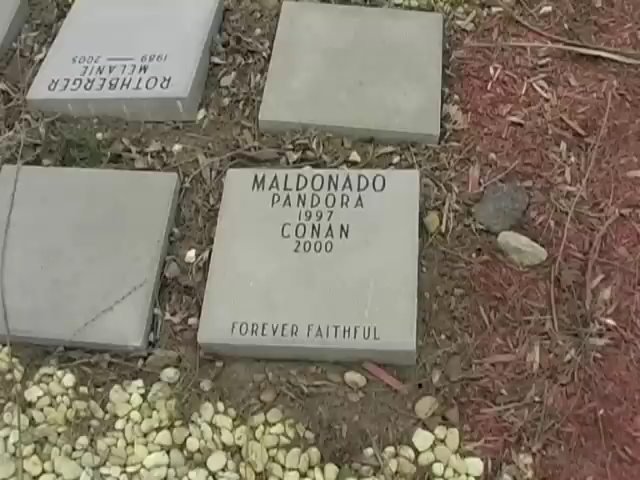 ROTHBERGER
MELANIE
1989 — 2005
MALDONADO
PANDORA
1997
CONAN
2000
FOREVER FAITHFUL